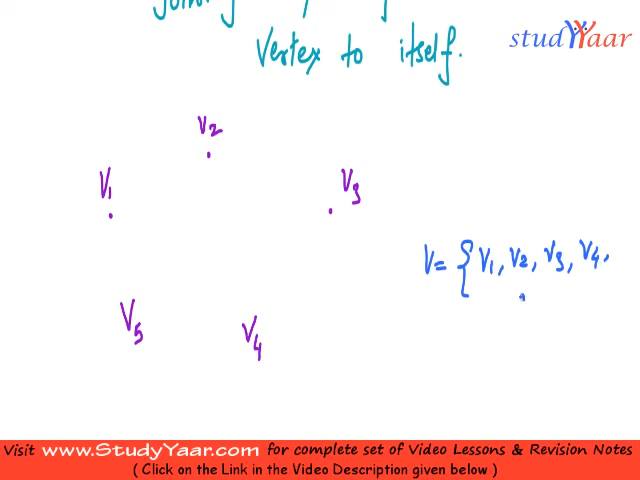 studYYaar
vertex to itself.
V2
V1
V3
V = { V1, V2, V3, V4,
V5
V4
Visit www.StudyYaar.com for complete set of Video Lessons & Revision Notes
( Click on the Link in the Video Description given below )